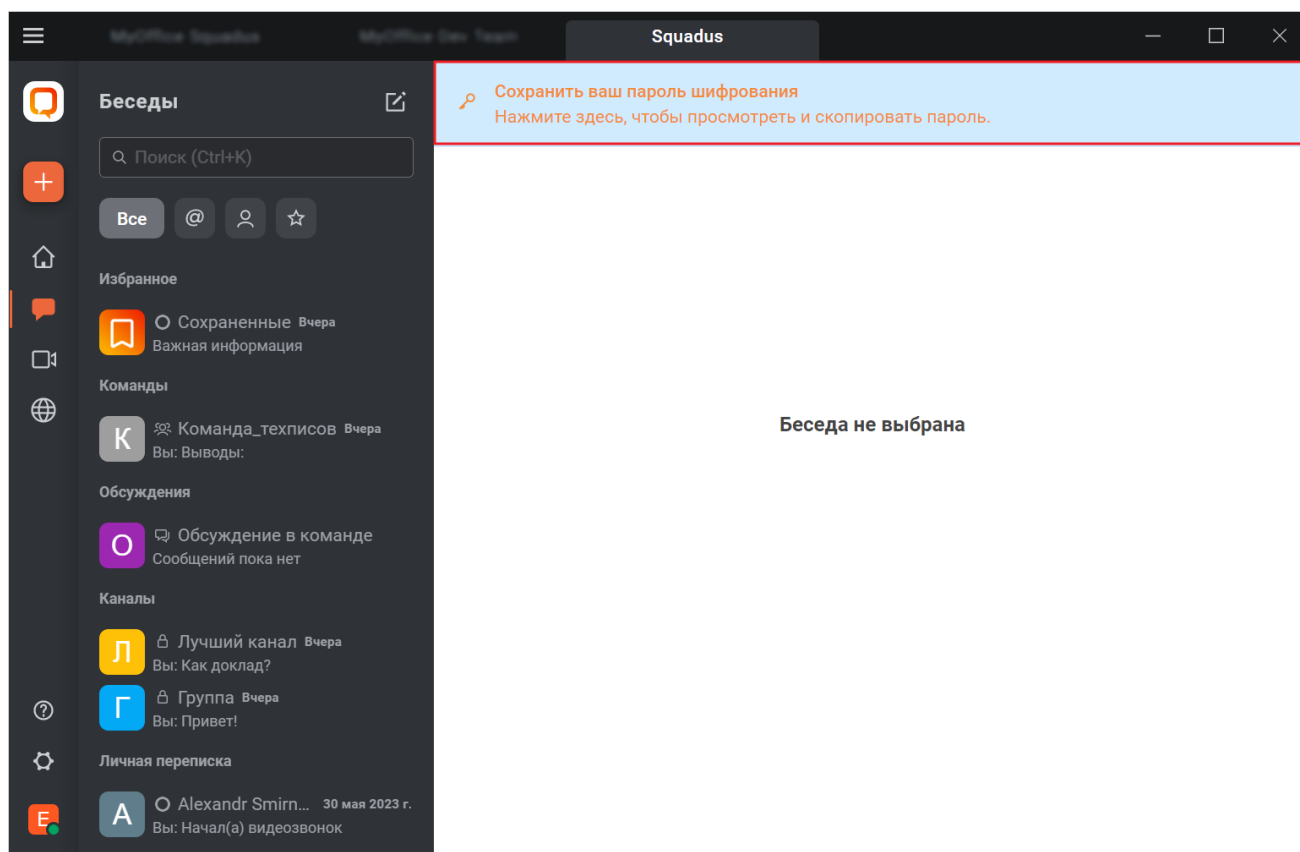 Squadus
Беседы
Сохранить ваш пароль шифрования
Нажмите здесь, чтобы просмотреть и скопировать пароль.
Поиск (Ctrl+K)
Все @
Избранное
Сохраненные Вчера
Важная информация
Команды
К Команда_техписов Вчера
Вы: Выводы:
Беседа не выбрана
Обсуждения
О Обсуждение в команде
Сообщений пока нет
Каналы
Л Лучший канал Вчера
Вы: Как доклад?
Г Группа Вчера
Вы: Привет!
Личная переписка
A Alexandr Smirn... 30 мая 2023 г.
Вы: Начал(а) видеозвонок
E